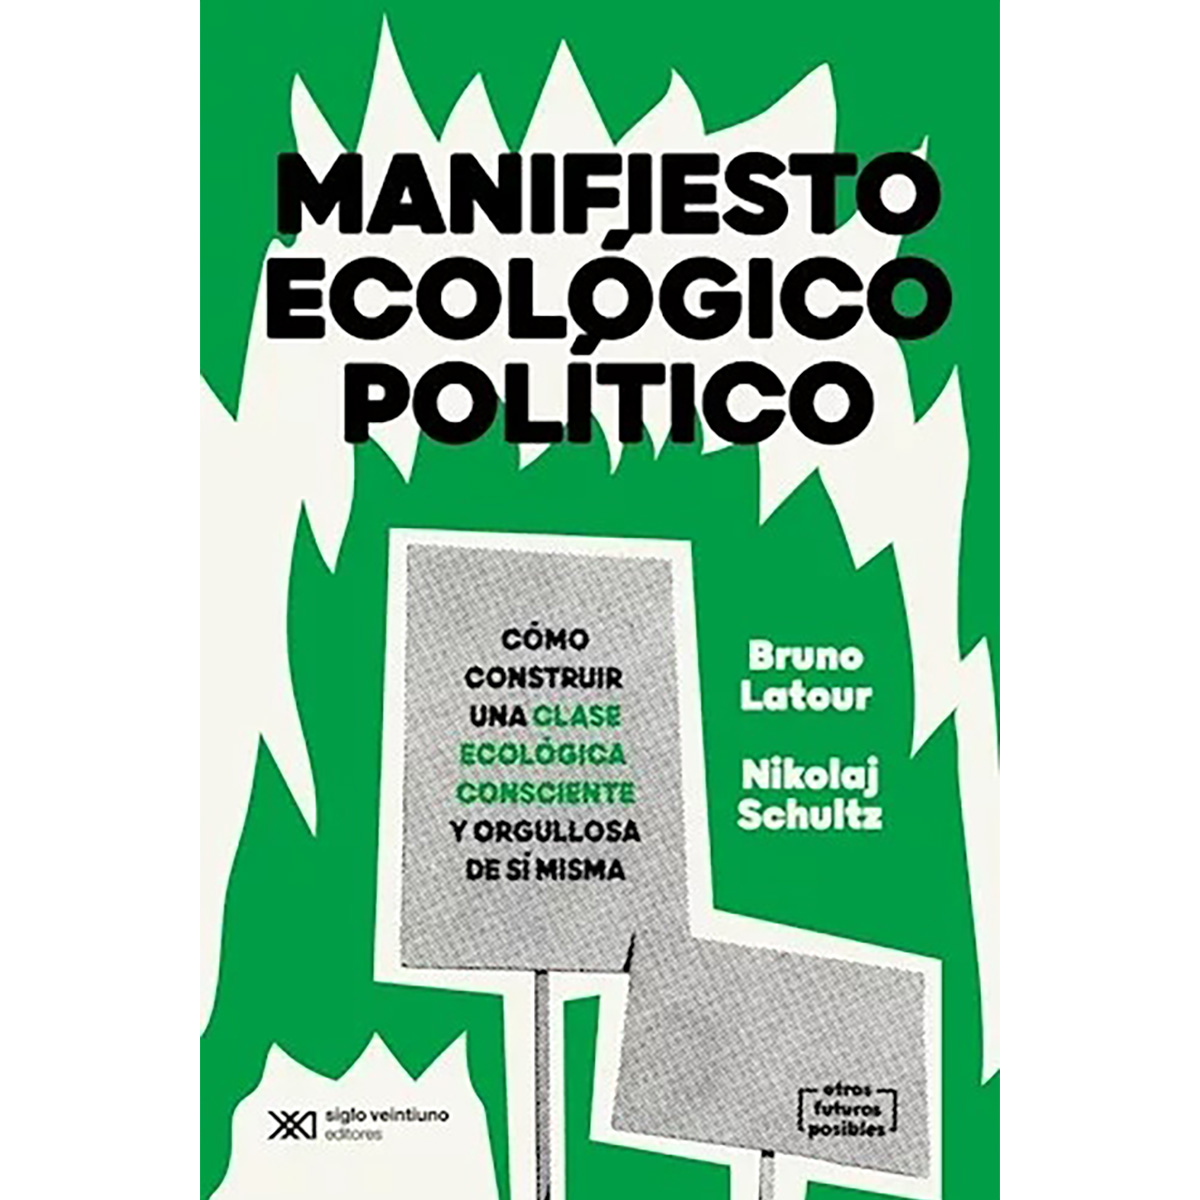 MANIFIESTO
ECOLÓGICO
POLÍTICO
CÓMO
CONSTRUIR
UNA CLASE
ECOLÓGICA
CONSCIENTE
Y ORGULLOSA
DE SÍ MISMA
Bruno
Latour
Nikolaj
Schultz
otros
futuros
posibles
siglo veintiuno
editores